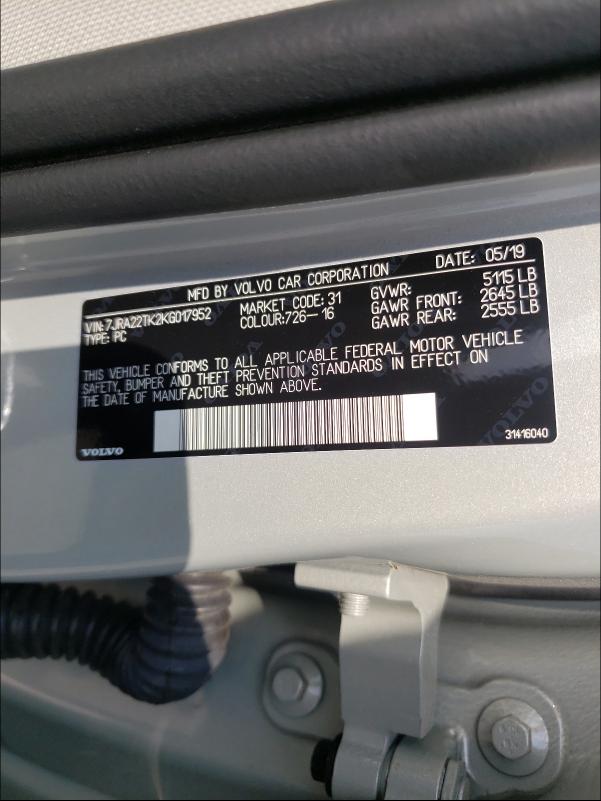 MFD BY VOLVO CAR CORPORATION DATE: 05/19
VIN:7JRA22TK2KG017952 MARKET CODE: 31 GVWR: 5115 LB
TYPE: PC COLOUR:726-16 GAWR FRONT: 2645 LB
GAWR REAR: 2555 LB
THIS VEHICLE CONFORMS TO ALL APPLICABLE FEDERAL MOTOR VEHICLE
SAFETY, BUMPER AND THEFT PREVENTION STANDARDS IN EFFECT ON
THE DATE OF MANUFACTURE SHOWN ABOVE.
VOLVO 31416040